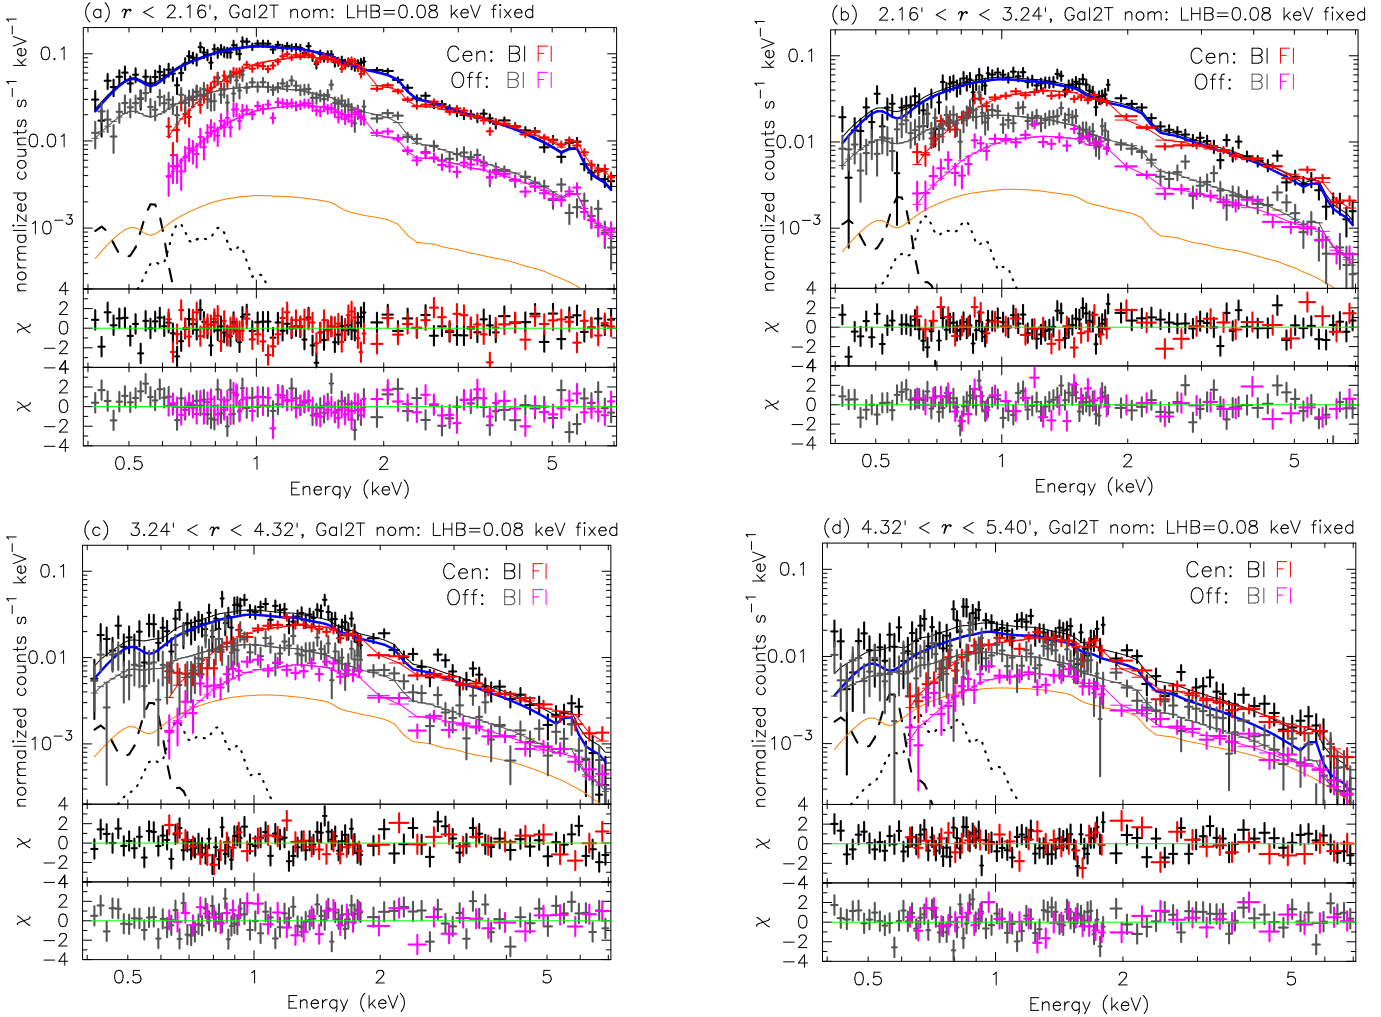 (a) r < 2.16', Gal2T nom: LHB=0.08 keV fixed
normalized counts s⁻¹ keV⁻¹
0.1
0.01
10⁻³
Cen: BI FI
Off: BI FI
4
2
0
−2
−4
χ
2
0
−2
−4
χ
0.5 1 2 5
Energy (keV)
(b) 2.16' < r < 3.24', Gal2T nom: LHB=0.08 keV fixed
normalized counts s⁻¹ keV⁻¹
0.1
0.01
10⁻³
Cen: BI FI
Off: BI FI
4
2
0
−2
−4
χ
2
0
−2
−4
χ
0.5 1 2 5
Energy (keV)
(c) 3.24' < r < 4.32', Gal2T nom: LHB=0.08 keV fixed
normalized counts s⁻¹ keV⁻¹
0.1
0.01
10⁻³
Cen: BI FI
Off: BI FI
4
2
0
−2
−4
χ
2
0
−2
−4
χ
0.5 1 2 5
Energy (keV)
(d) 4.32' < r < 5.40', Gal2T nom: LHB=0.08 keV fixed
normalized counts s⁻¹ keV⁻¹
0.1
0.01
10⁻³
Cen: BI FI
Off: BI FI
4
2
0
−2
−4
χ
2
0
−2
−4
χ
0.5 1 2 5
Energy (keV)